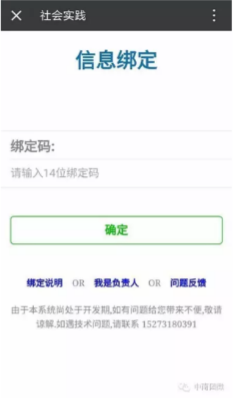 社会实践
信息绑定
绑定码:
请输入14位绑定码
确定
绑定说明 OR 我是负责人 OR 问题反馈
由于本系统尚处于开发期,如有问题给您带来不便,敬请
谅解,如遇技术问题,请联系 15273180391